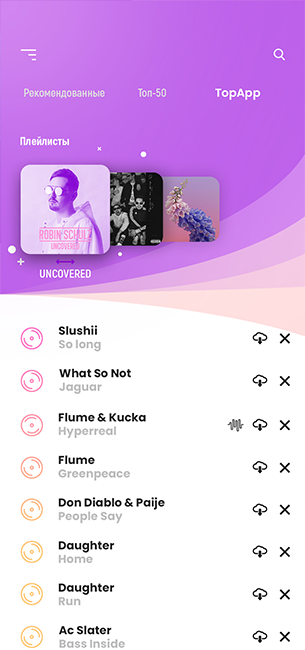 Рекомендованные Топ-50 TopApp
Плейлисты
ROBIN SCHULZ
UNCOVERED
UNCOVERED
Slushii
So long
What So Not
Jaguar
Flume & Kucka
Hyperreal
Flume
Greenpeace
Don Diablo & Paije
People Say
Daughter
Home
Daughter
Run
Ac Slater
Bass Inside